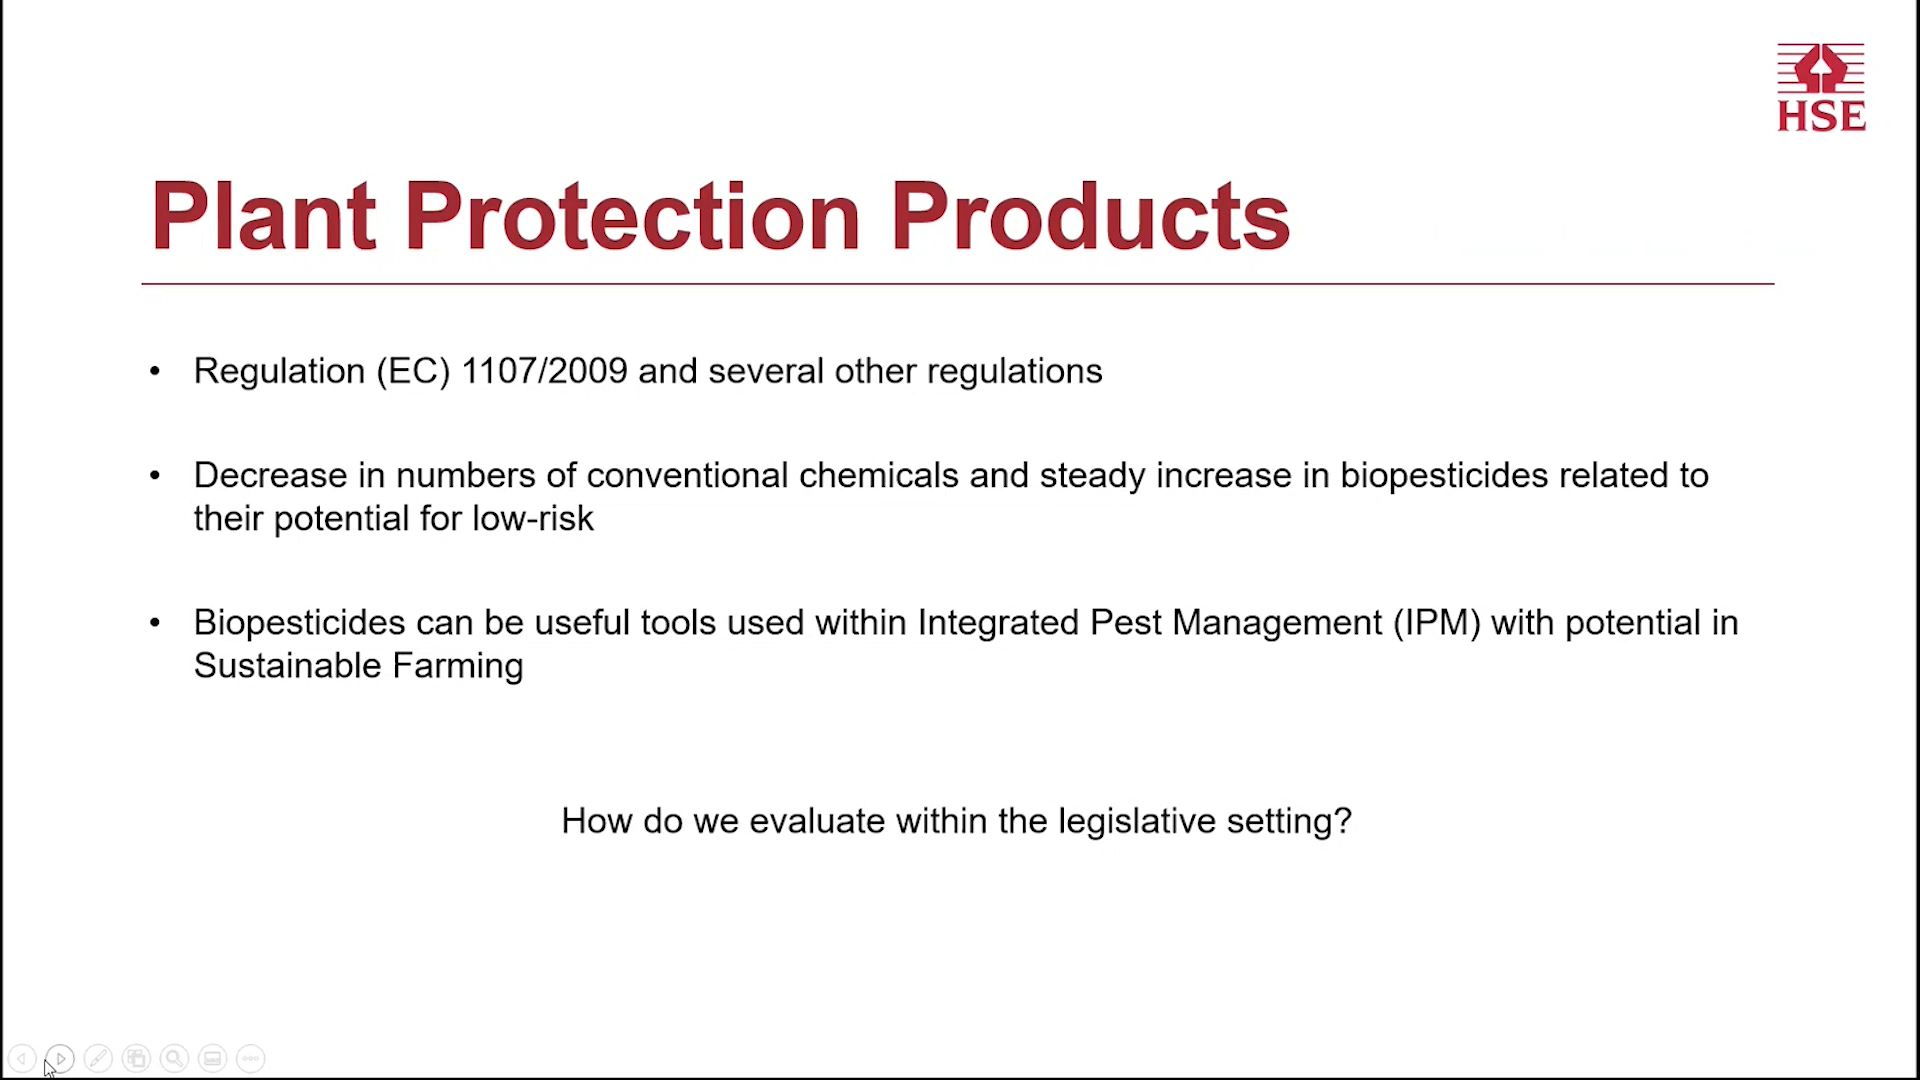 HSE
Plant Protection Products
• Regulation (EC) 1107/2009 and several other regulations
• Decrease in numbers of conventional chemicals and steady increase in biopesticides related to
their potential for low-risk
• Biopesticides can be useful tools used within Integrated Pest Management (IPM) with potential in
Sustainable Farming
How do we evaluate within the legislative setting?